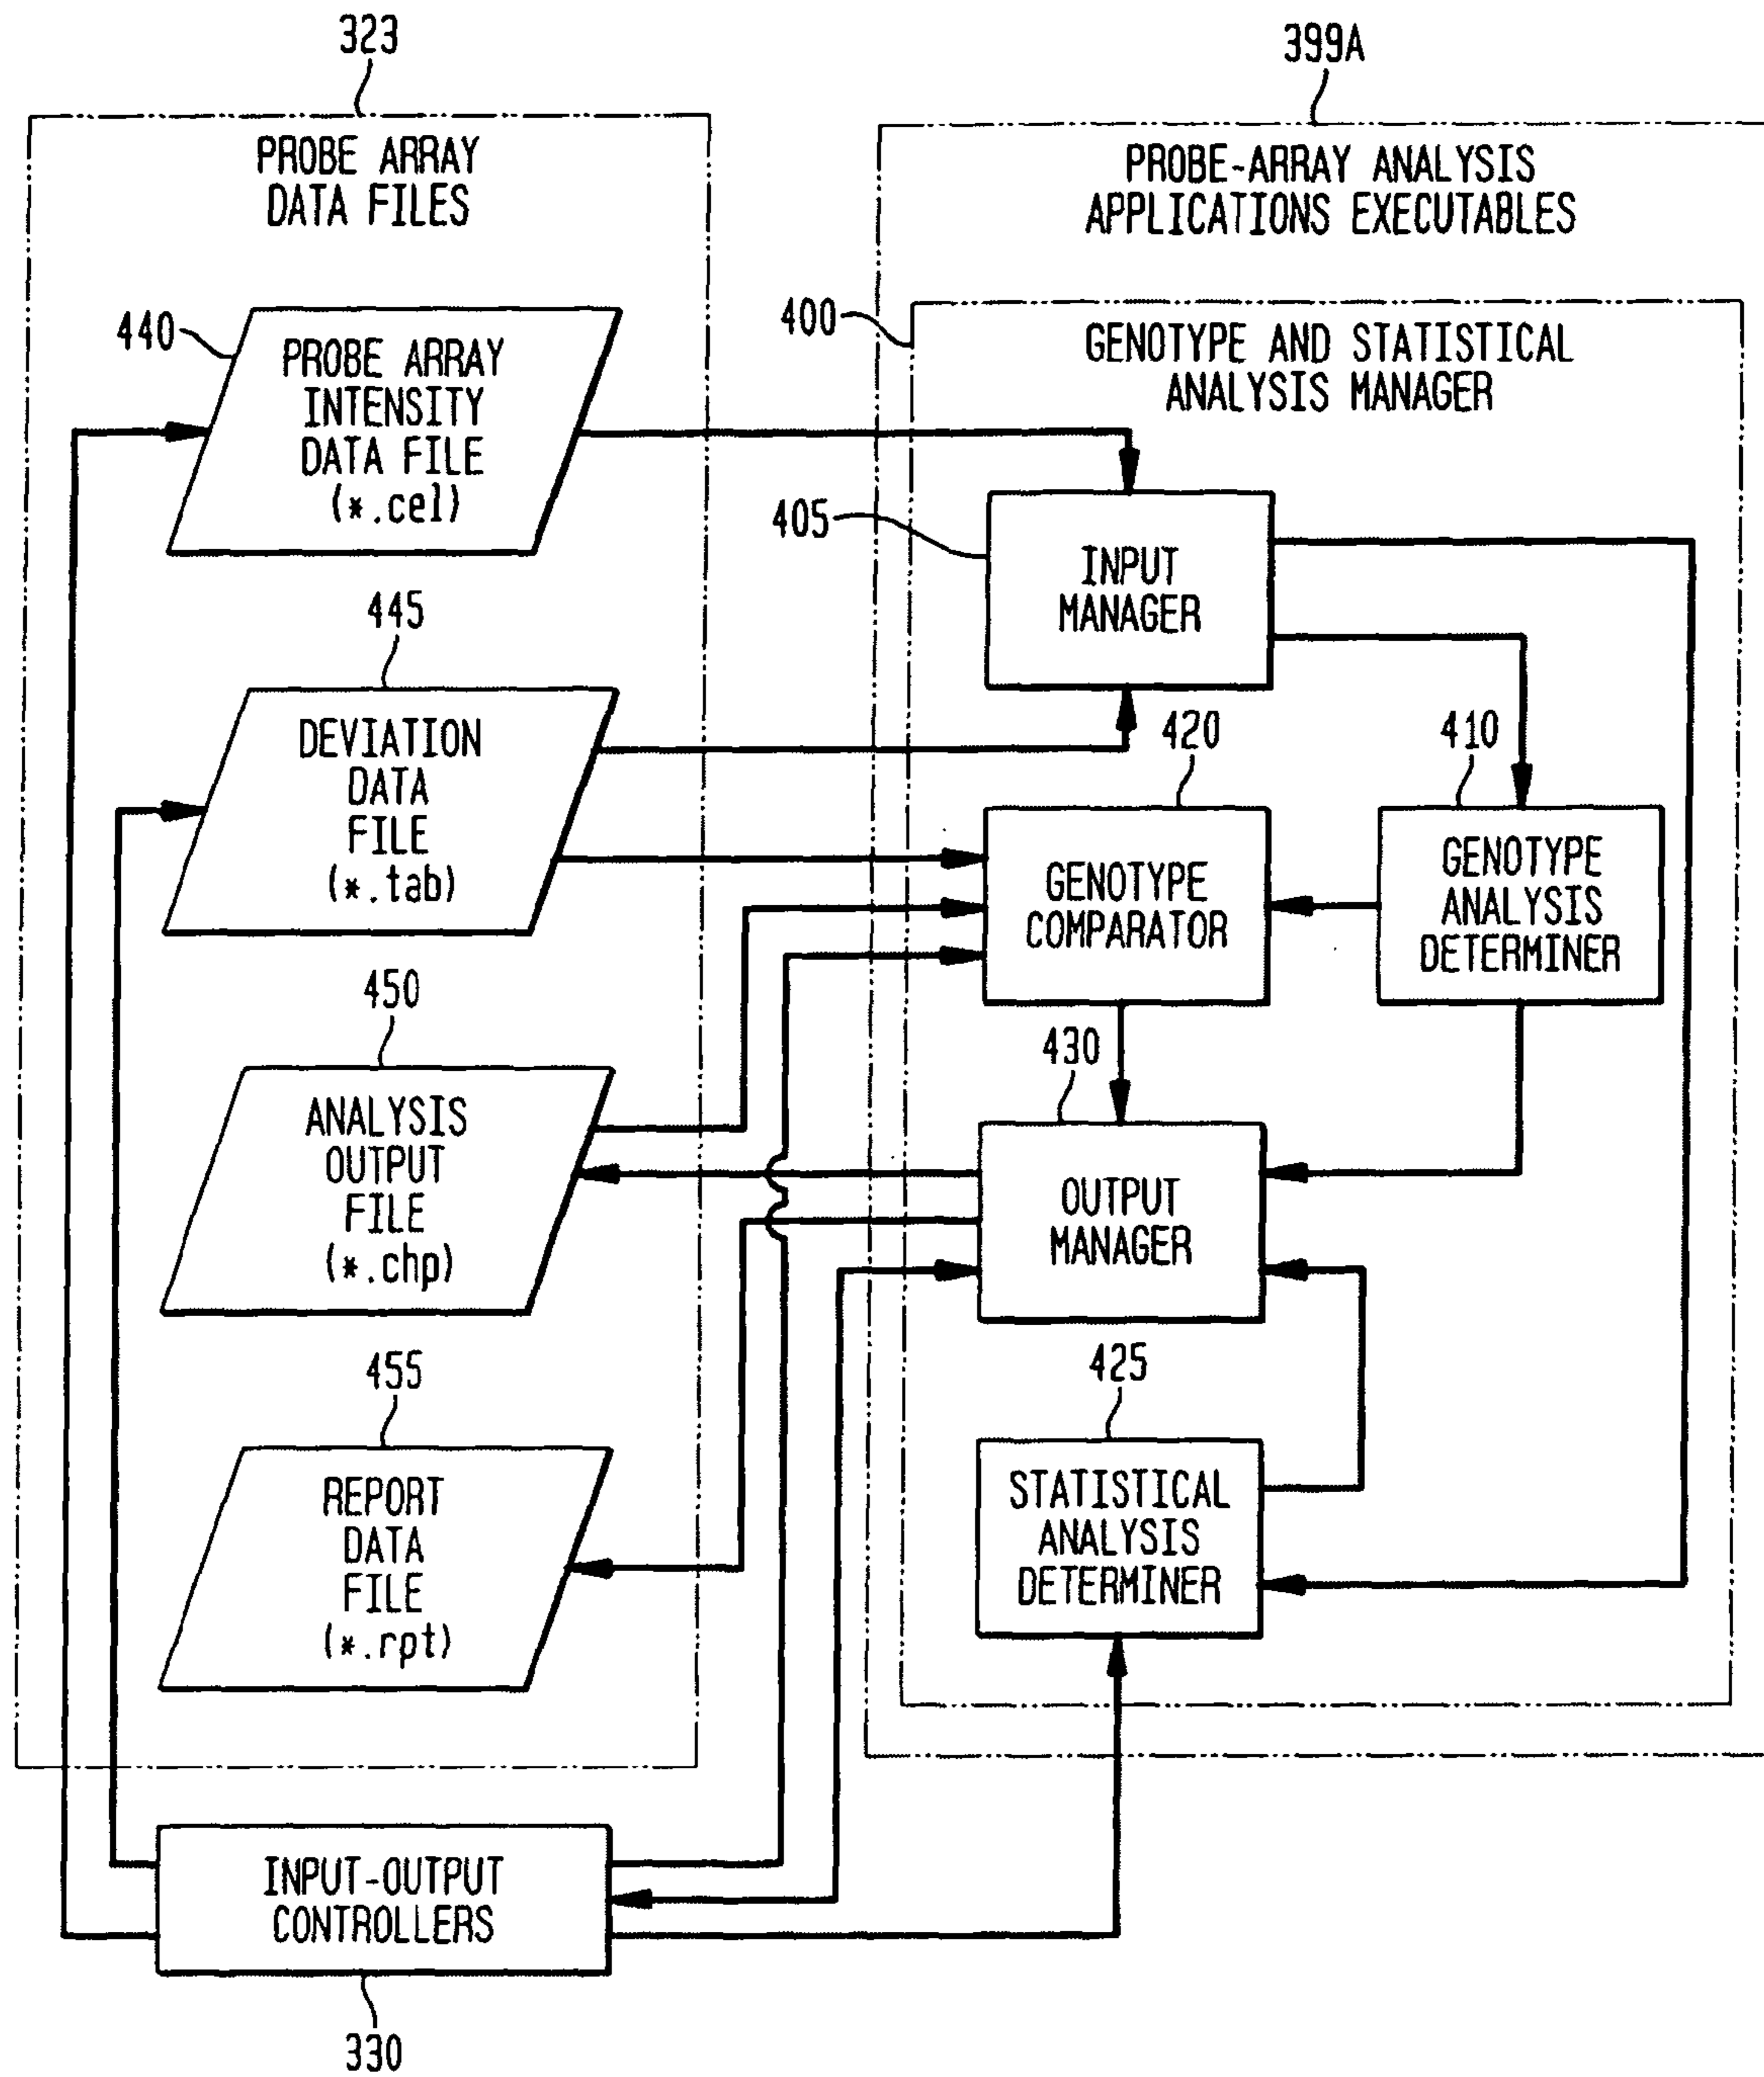 323
399A
PROBE ARRAY
DATA FILES
PROBE-ARRAY ANALYSIS
APPLICATIONS EXECUTABLES
400
GENOTYPE AND STATISTICAL
ANALYSIS MANAGER
440
PROBE ARRAY
INTENSITY
DATA FILE
(*.cel)
405
INPUT
MANAGER
445
DEVIATION
DATA
FILE
(*.tab)
420
GENOTYPE
COMPARATOR
410
GENOTYPE
ANALYSIS
DETERMINER
450
ANALYSIS
OUTPUT
FILE
(*.chp)
430
OUTPUT
MANAGER
455
REPORT
DATA
FILE
(*.rpt)
425
STATISTICAL
ANALYSIS
DETERMINER
INPUT-OUTPUT
CONTROLLERS
330